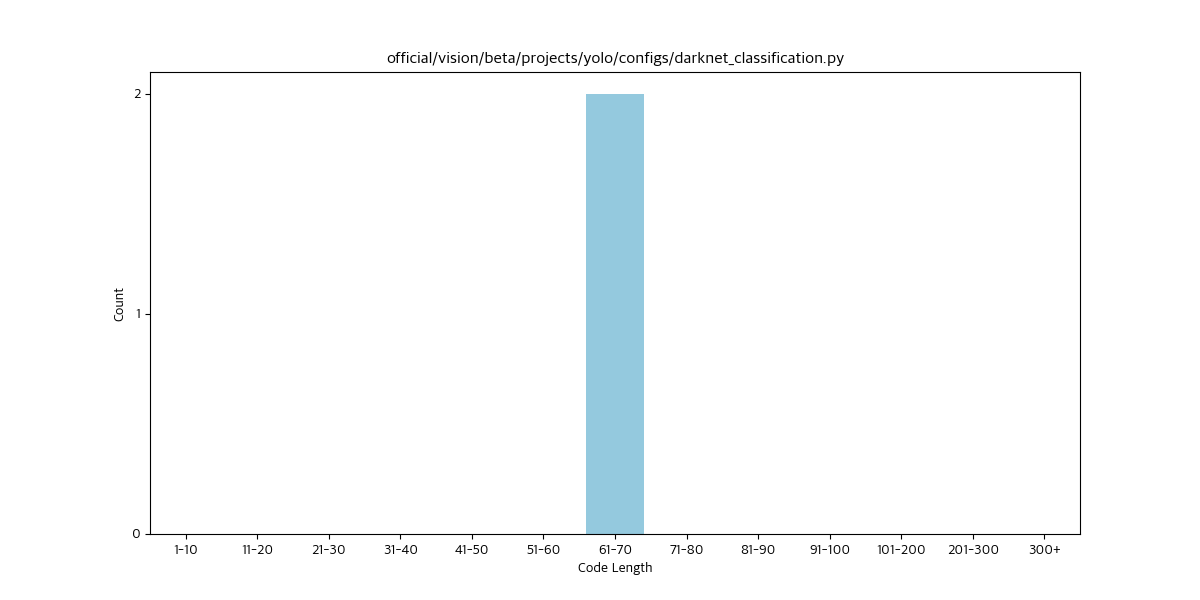 official/vision/beta/projects/yolo/configs/darknet_classification.py
2
1
0
Count
1-10 11-20 21-30 31-40 41-50 51-60 61-70 71-80 81-90 91-100 101-200 201-300 300+
Code Length